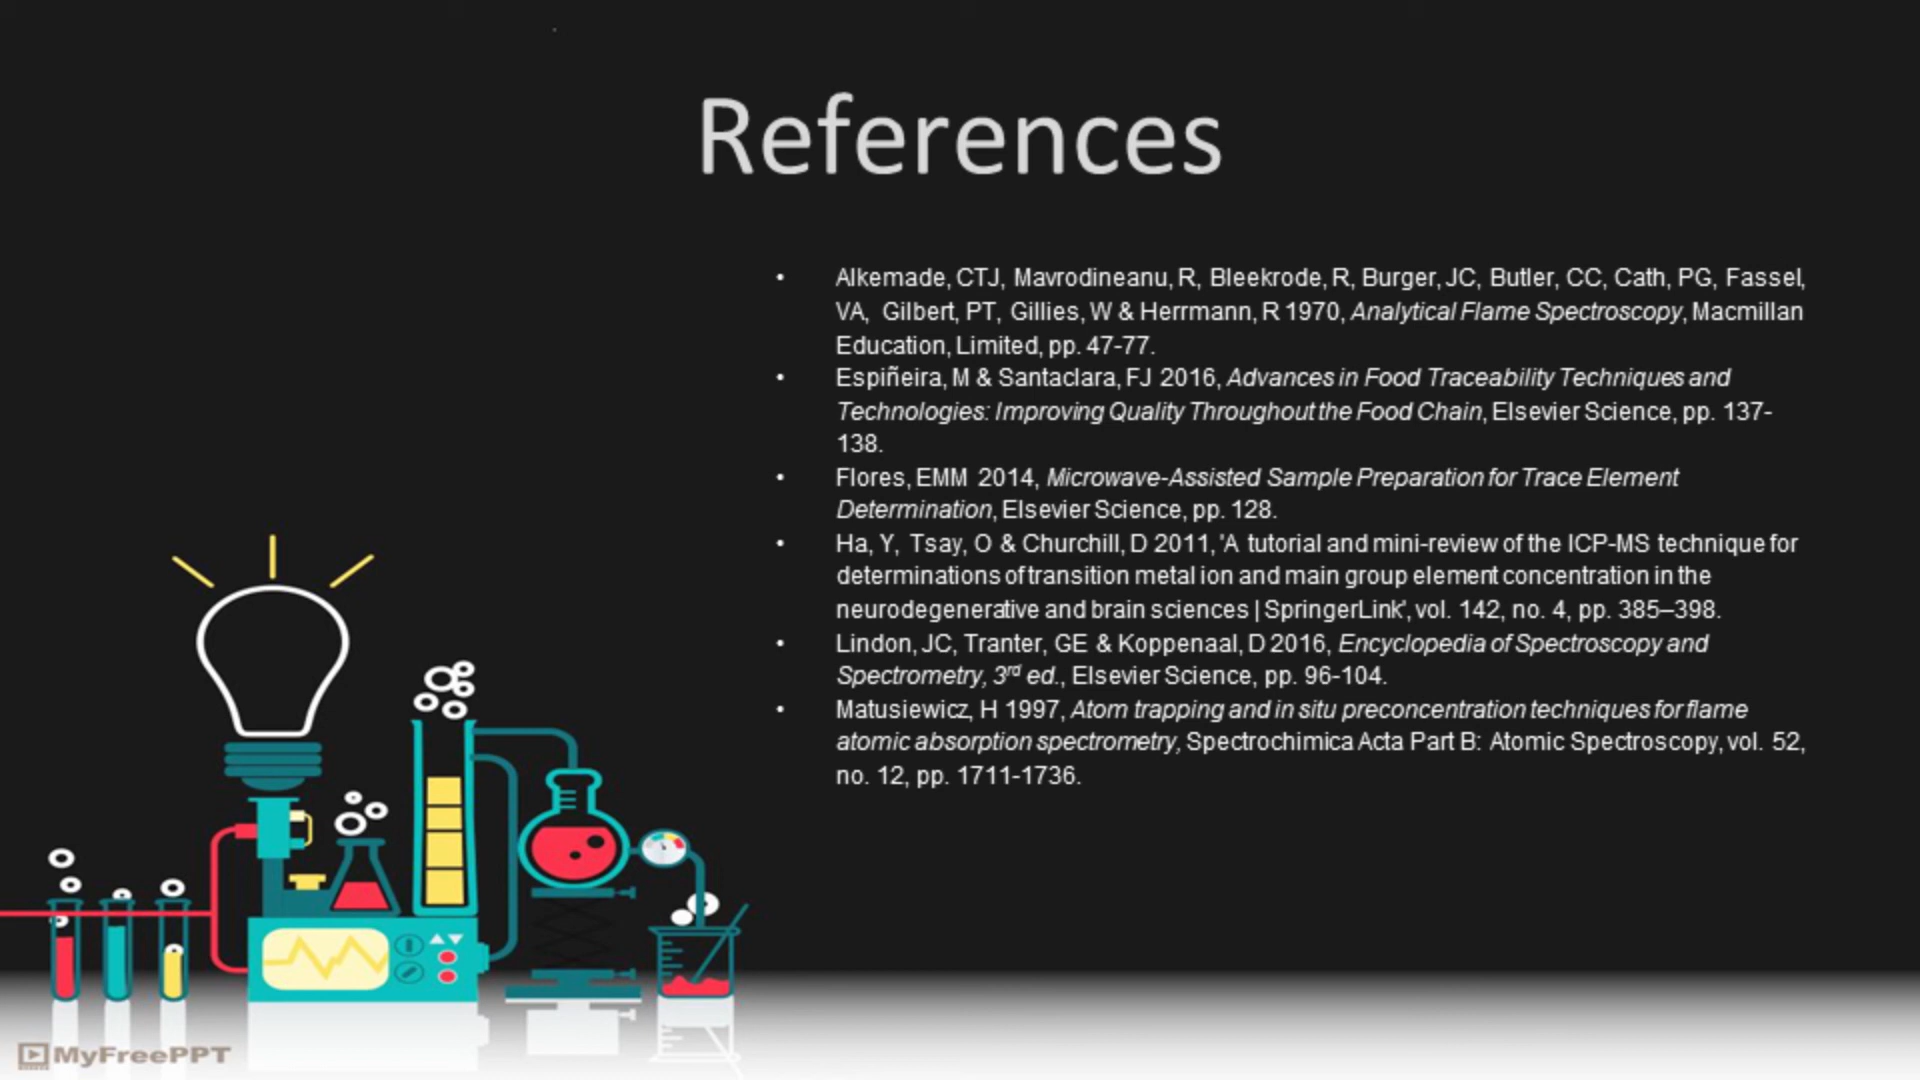 References
• Alkemade, CTJ, Mavrodineanu, R, Bleekrode, R, Burger, JC, Butler, CC, Cath, PG, Fassel,
VA, Gilbert, PT, Gillies, W & Herrmann, R 1970, Analytical Flame Spectroscopy, Macmillan
Education, Limited, pp. 47-77.
• Espiñeira, M & Santaclara, FJ 2016, Advances in Food Traceability Techniques and
Technologies: Improving Quality Throughout the Food Chain, Elsevier Science, pp. 137-
138.
• Flores, EMM 2014, Microwave-Assisted Sample Preparation for Trace Element
Determination, Elsevier Science, pp. 128.
• Ha, Y, Tsay, O & Churchill, D 2011, 'A tutorial and mini-review of the ICP-MS technique for
determinations of transition metal ion and main group element concentration in the
neurodegenerative and brain sciences | SpringerLink', vol. 142, no. 4, pp. 385–398.
• Lindon, JC, Tranter, GE & Koppenaal, D 2016, Encyclopedia of Spectroscopy and
Spectrometry, 3rd ed., Elsevier Science, pp. 96-104.
• Matusiewicz, H 1997, Atom trapping and in situ preconcentration techniques for flame
atomic absorption spectrometry, Spectrochimica Acta Part B: Atomic Spectroscopy, vol. 52,
no. 12, pp. 1711-1736.
MyFreePPT